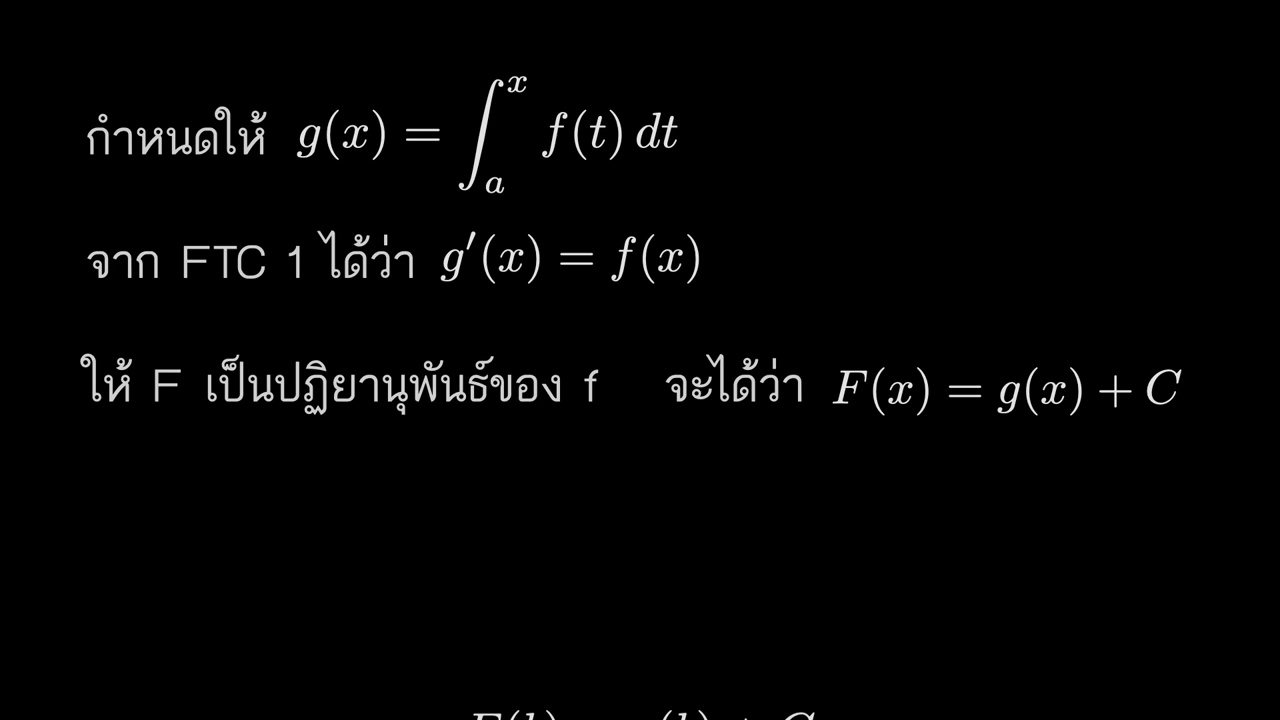 กำหนดให้ g(x) = ∫_a^x f(t) dt
จาก FTC 1 ได้ว่า g′(x) = f(x)
ให้ F เป็นปฏิยานุพันธ์ของ f จะได้ว่า F(x) = g(x) + C